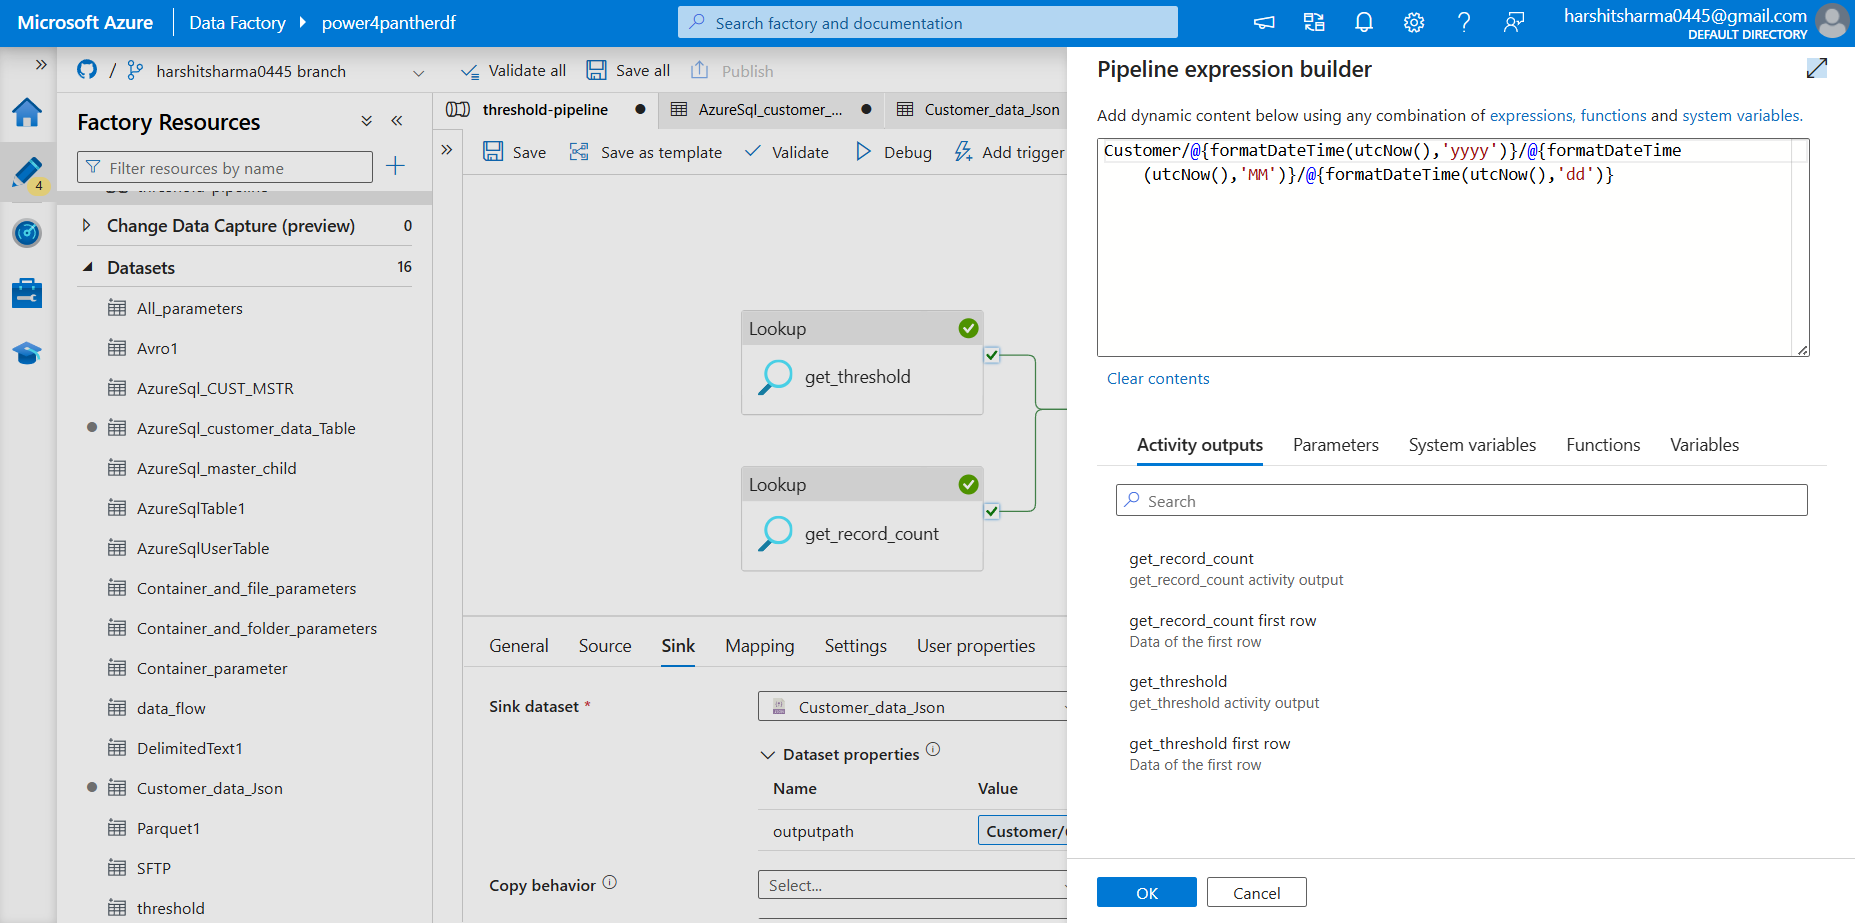 Microsoft Azure
Data Factory
power4pantherdf
Search factory and documentation
harshitsharma0445@gmail.com
DEFAULT DIRECTORY
/
harshitsharma0445 branch
Validate all
Save all
Publish
4
Factory Resources
Filter resources by name
threshold-pipeline
Change Data Capture (preview)
0
Datasets
16
All_parameters
Avro1
AzureSql_CUST_MSTR
AzureSql_customer_data_Table
AzureSql_master_child
AzureSqlTable1
AzureSqlUserTable
Container_and_file_parameters
Container_and_folder_parameters
Container_parameter
data_flow
DelimitedText1
Customer_data_Json
Parquet1
SFTP
threshold
threshold-pipeline
AzureSql_customer_...
Customer_data_Json
Save
Save as template
Validate
Debug
Add trigger
Lookup
get_threshold
Lookup
get_record_count
General
Source
Sink
Mapping
Settings
User properties
Sink dataset *
Customer_data_Json
Dataset properties
Name
Value
outputpath
Customer/
Copy behavior
Select...
Pipeline expression builder
Add dynamic content below using any combination of expressions, functions and system variables.
Customer/@{formatDateTime(utcNow(),'yyyy')}/@{formatDateTime
(utcNow(),'MM')}/@{formatDateTime(utcNow(),'dd')}
Clear contents
Activity outputs
Parameters
System variables
Functions
Variables
Search
get_record_count
get_record_count activity output
get_record_count first row
Data of the first row
get_threshold
get_threshold activity output
get_threshold first row
Data of the first row
OK
Cancel